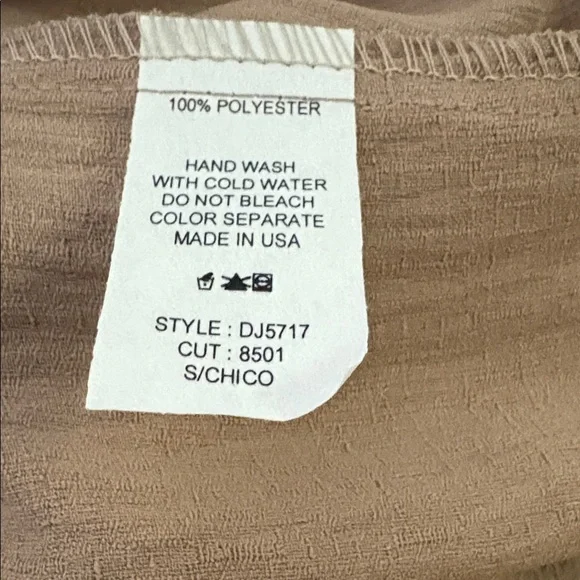 100% POLYESTER
HAND WASH
WITH COLD WATER
DO NOT BLEACH
COLOR SEPARATE
MADE IN USA
STYLE : DJ5717
CUT : 8501
S/CHICO